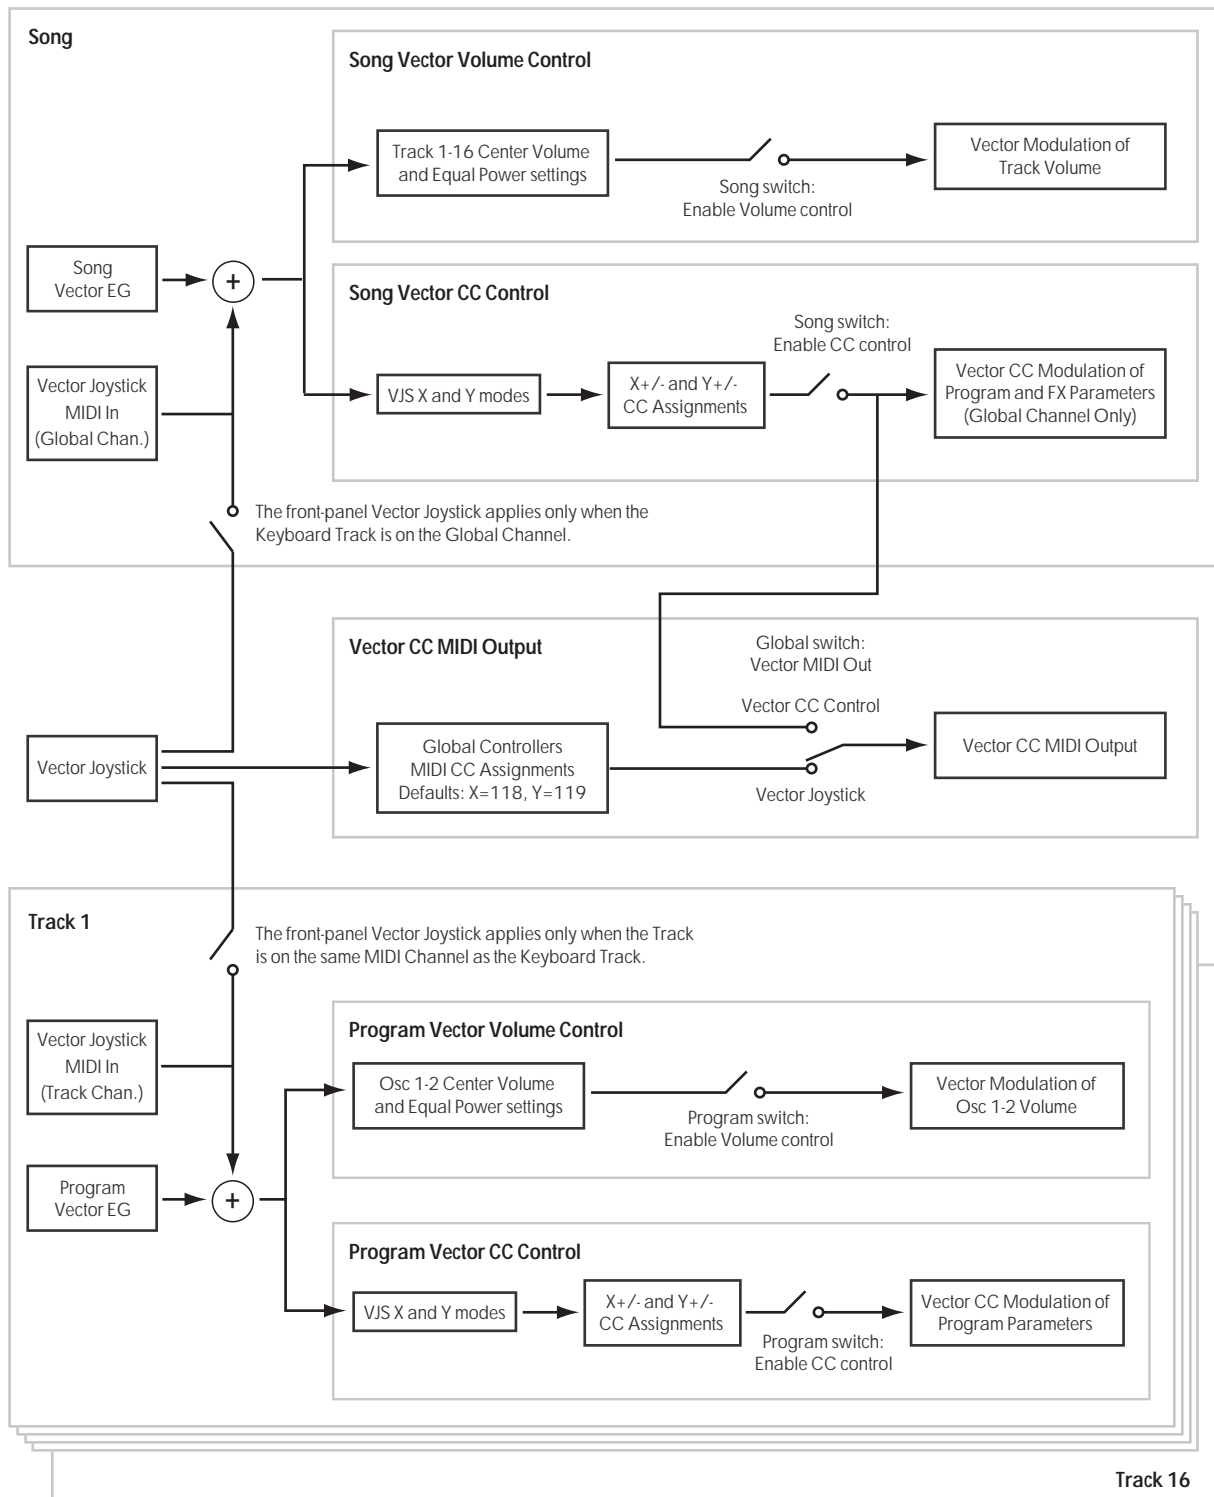 Song
Song Vector Volume Control
Track 1-16 Center Volume
and Equal Power settings
Song switch:
Enable Volume control
Vector Modulation of
Track Volume
Song
Vector EG
+
Song Vector CC Control
Song switch:
Enable CC control
Vector Joystick
MIDI In
(Global Chan.)
VJS X and Y modes
X+/- and Y+/-
CC Assignments
Vector CC Modulation of
Program and FX Parameters
(Global Channel Only)
The front-panel Vector Joystick applies only when the
Keyboard Track is on the Global Channel.
Vector CC MIDI Output
Global switch:
Vector MIDI Out
Vector CC Control
Vector Joystick
Global Controllers
MIDI CC Assignments
Defaults: X=118, Y=119
Vector Joystick
Vector CC MIDI Output
Track 1
The front-panel Vector Joystick applies only when the Track
is on the same MIDI Channel as the Keyboard Track.
Vector Joystick
MIDI In
(Track Chan.)
Program Vector Volume Control
Osc 1-2 Center Volume
and Equal Power settings
Program switch:
Enable Volume control
Vector Modulation of
Osc 1-2 Volume
Program
Vector EG
+
Program Vector CC Control
VJS X and Y modes
X+/- and Y+/-
CC Assignments
Program switch:
Enable CC control
Vector CC Modulation of
Program Parameters
Track 16